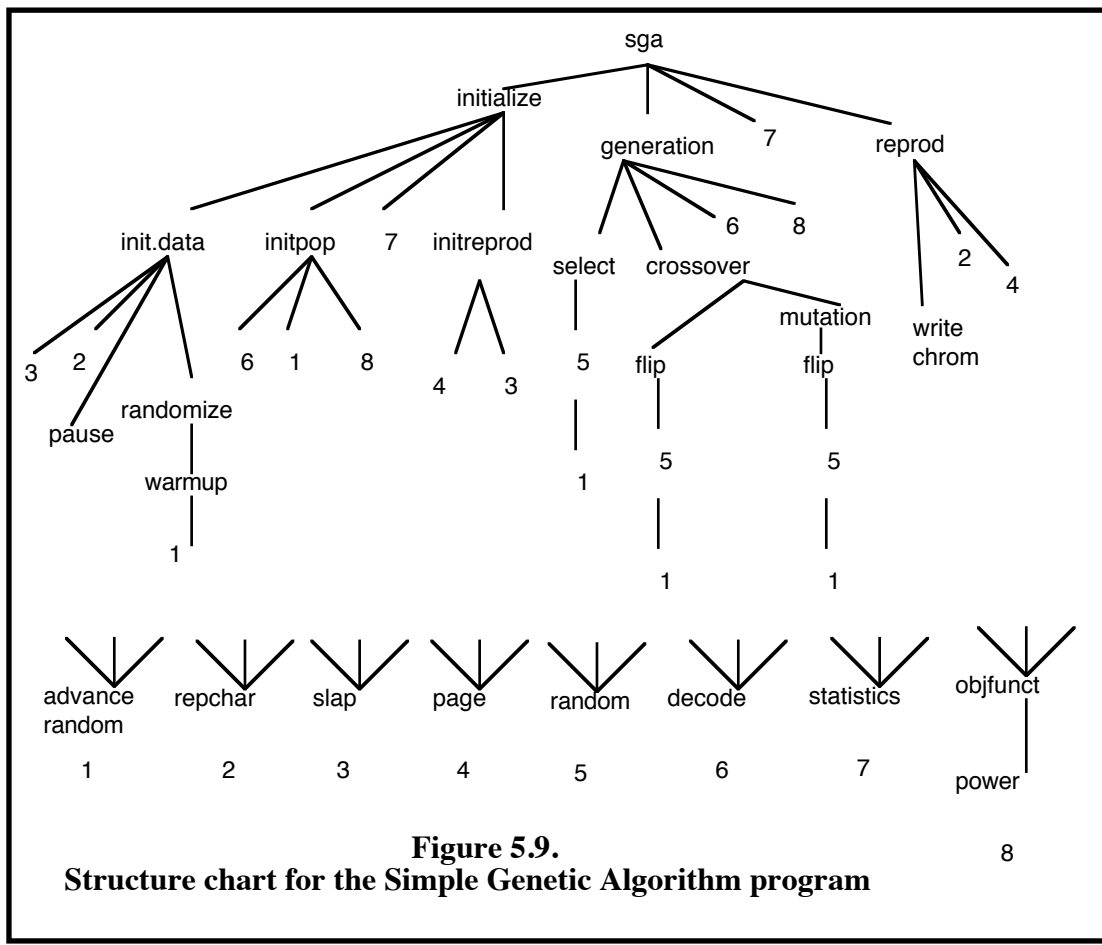 sga
initialize
7
generation
reprod
6
8
init.data
initpop
7
initreprod
select
crossover
2
4
mutation
write
chrom
3
2
6
1
8
4
3
5
flip
flip
pause
randomize
warmup
1
5
5
1
1
1
advance
random
repchar
slap
page
random
decode
statistics
objfunct
1
2
3
4
5
6
7
power
8
Figure 5.9.
Structure chart for the Simple Genetic Algorithm program